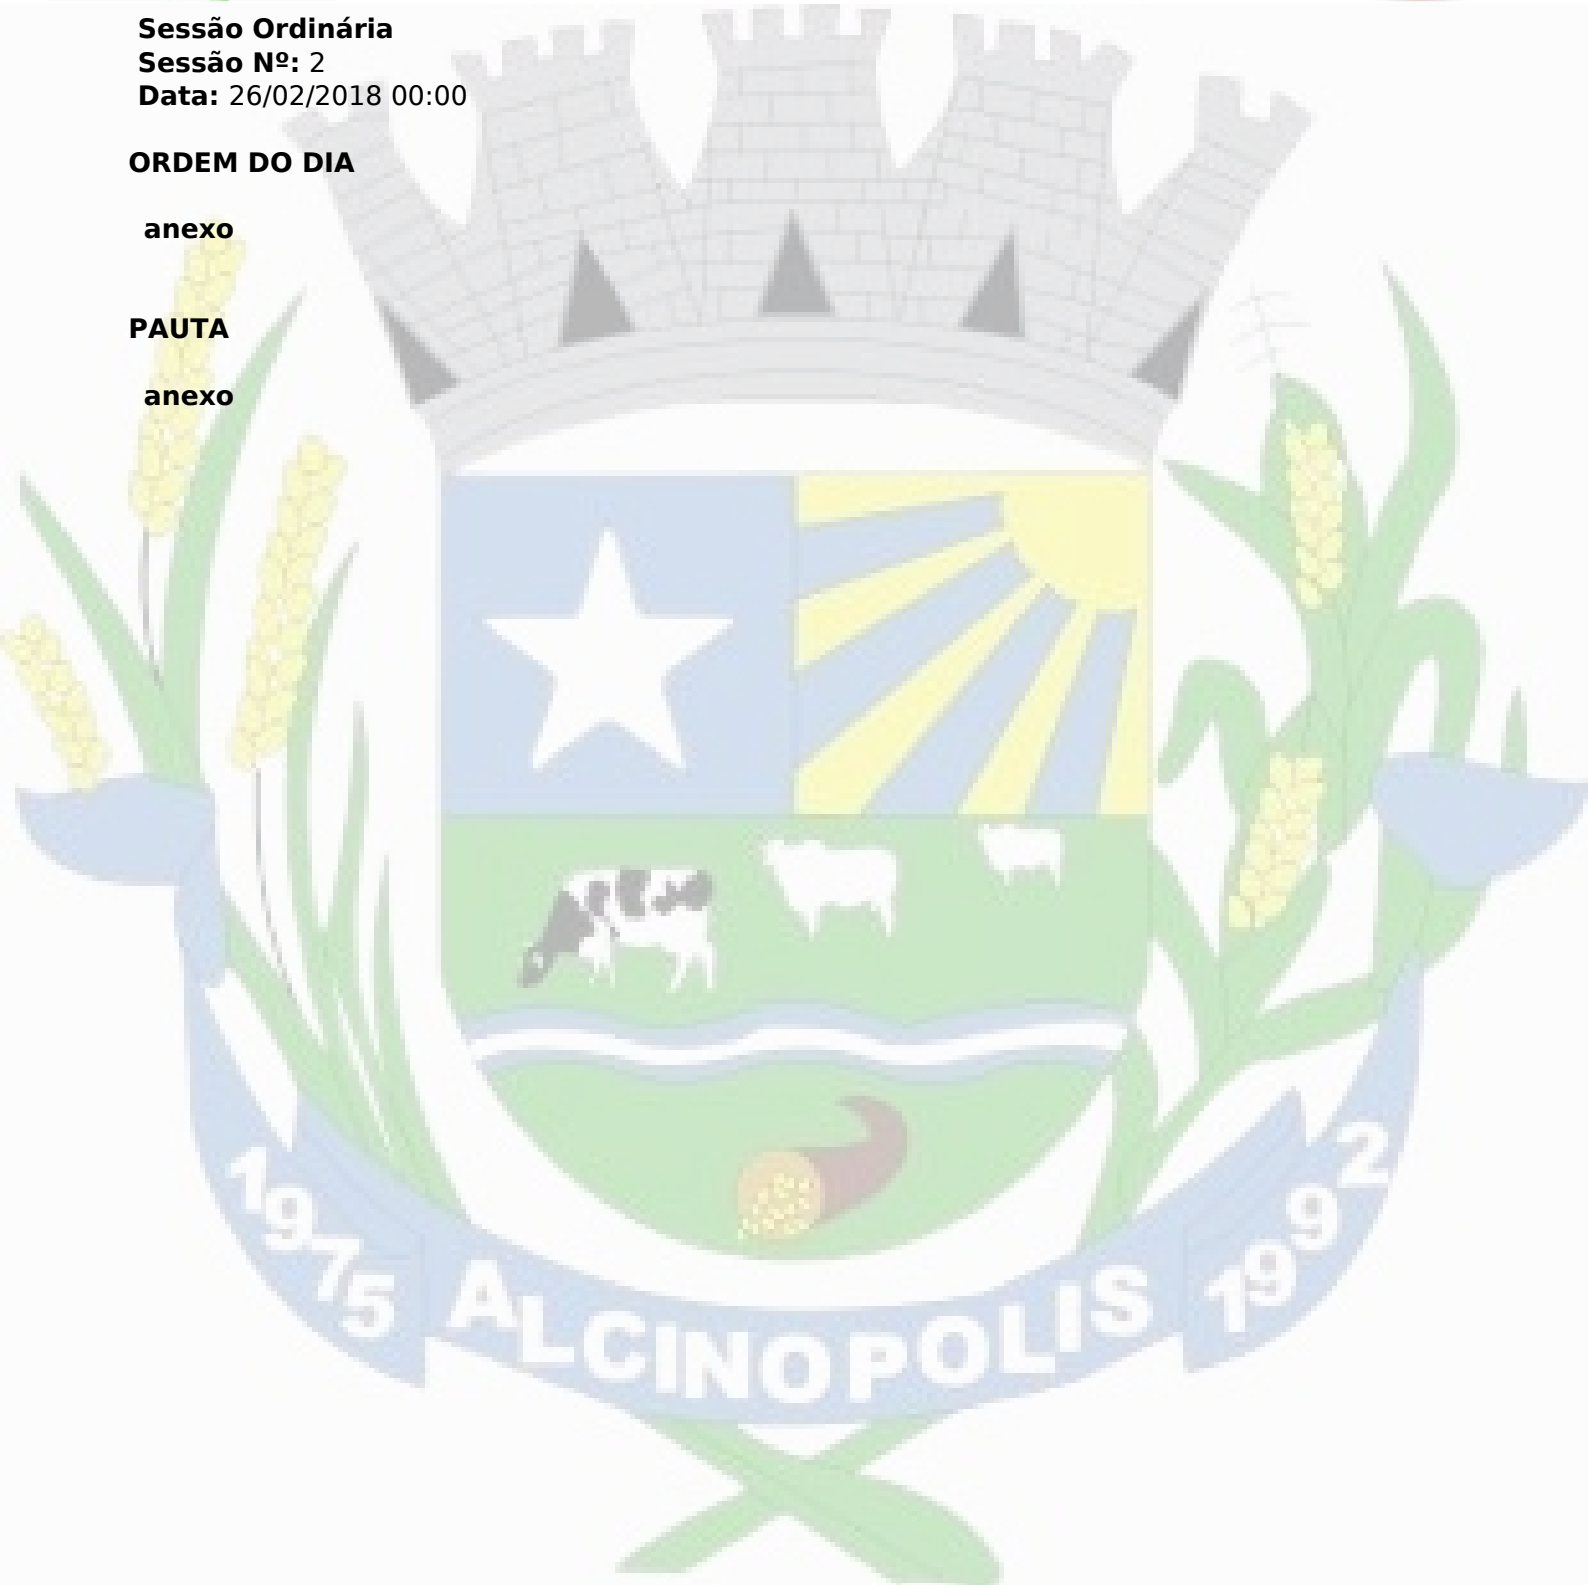 Sessão Ordinária
Sessão Nº: 2
Data: 26/02/2018 00:00
ORDEM DO DIA
anexo
PAUTA
anexo
1975
ALCINOPOLIS
1992